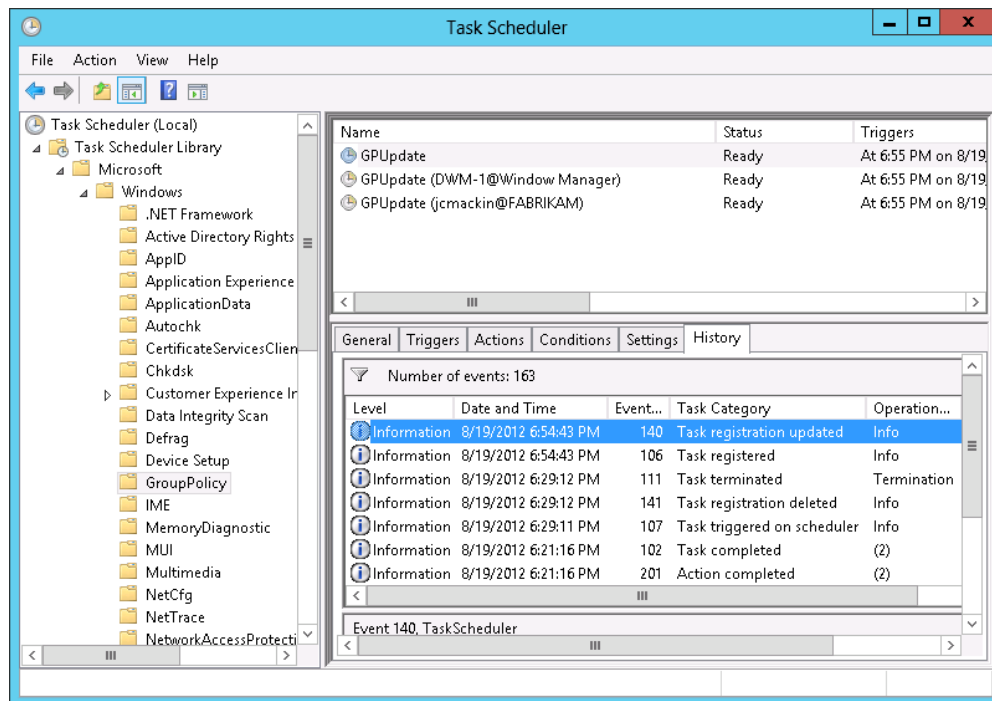 Task Scheduler
File Action View Help
Task Scheduler (Local)
Task Scheduler Library
Microsoft
Windows
.NET Framework
Active Directory Rights
AppID
Application Experience
ApplicationData
Autochk
CertificateServicesClien
Chkdsk
Customer Experience Ir
Data Integrity Scan
Defrag
Device Setup
GroupPolicy
IME
MemoryDiagnostic
MUI
Multimedia
NetCfg
NetTrace
NetworkAccessProtecti
Name Status Triggers
GPUpdate Ready At 6:55 PM on 8/19
GPUpdate (DWM-1@Window Manager) Ready At 6:55 PM on 8/19
GPUpdate (jcmackin@FABRIKAM) Ready At 6:55 PM on 8/19
General Triggers Actions Conditions Settings History
Number of events: 163
Level Date and Time Event... Task Category Operation...
Information 8/19/2012 6:54:43 PM 140 Task registration updated Info
Information 8/19/2012 6:54:43 PM 106 Task registered Info
Information 8/19/2012 6:29:12 PM 111 Task terminated Termination
Information 8/19/2012 6:29:12 PM 141 Task registration deleted Info
Information 8/19/2012 6:29:11 PM 107 Task triggered on scheduler Info
Information 8/19/2012 6:21:16 PM 102 Task completed (2)
Information 8/19/2012 6:21:16 PM 201 Action completed (2)
Event 140, TaskScheduler